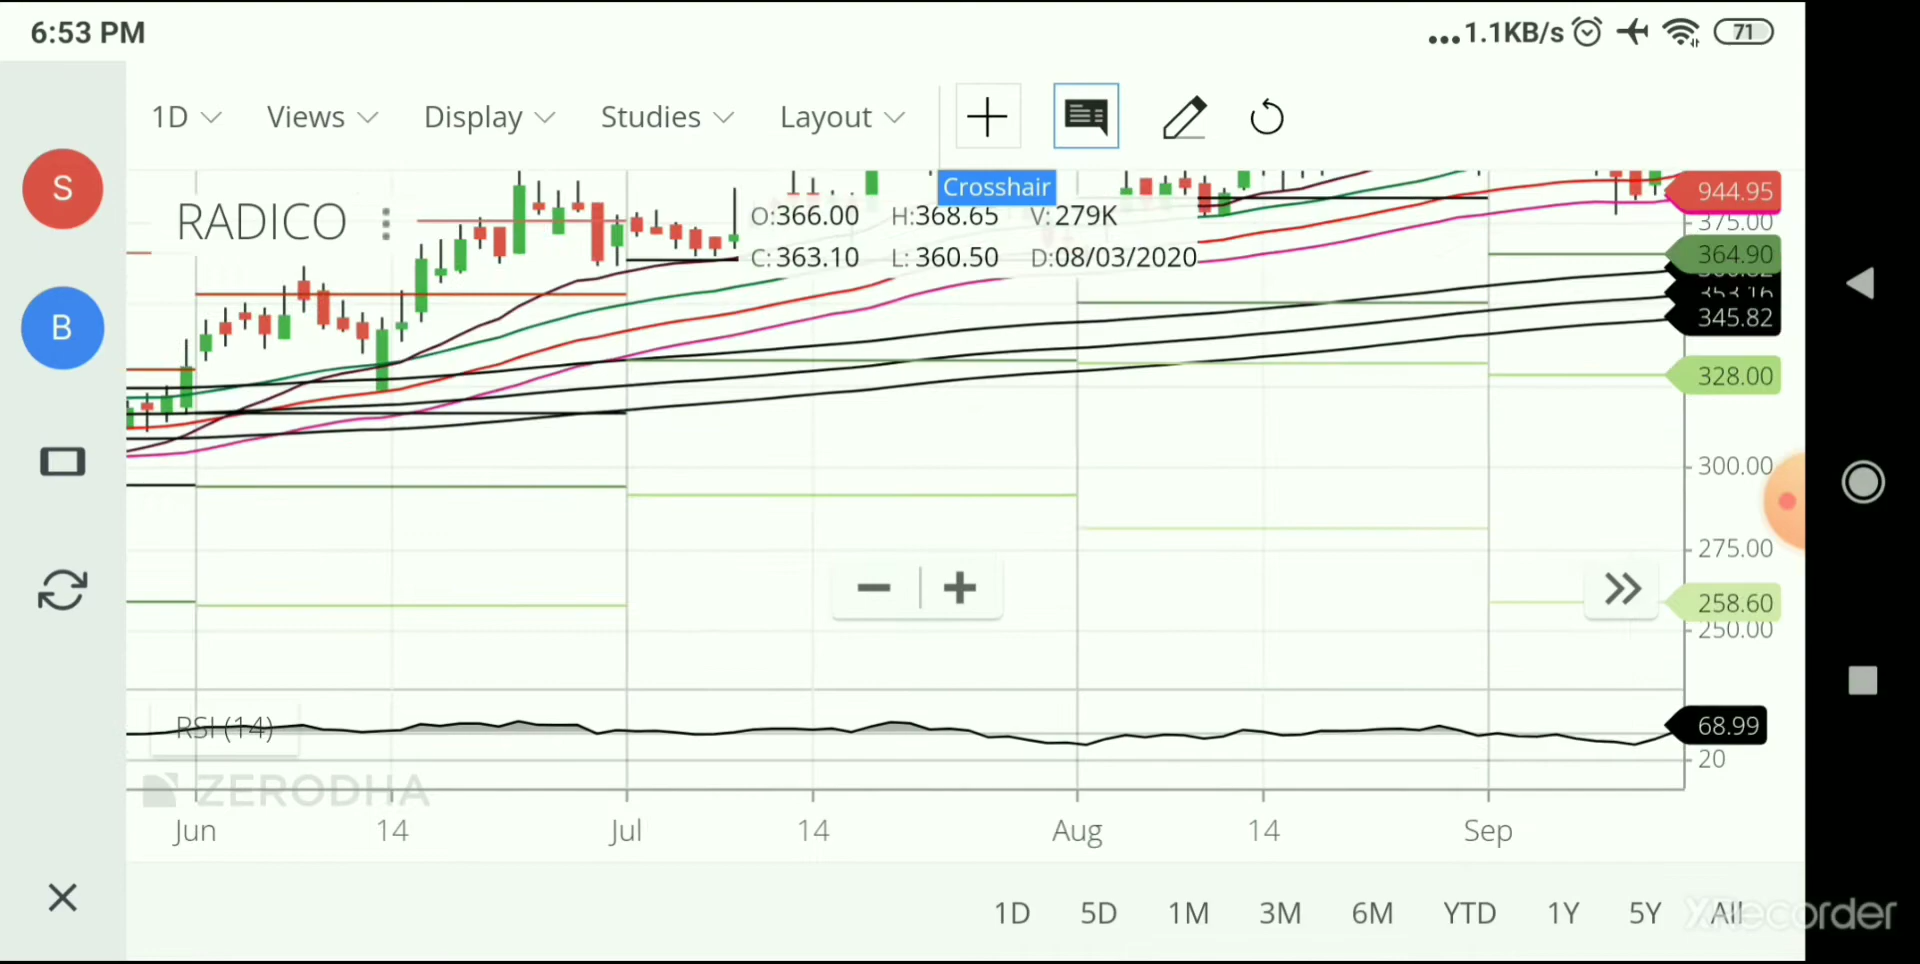 6:53 PM
...1.1KB/s 71
1D Views Display Studies Layout
Crosshair
S
RADICO
O:366.00 H:368.65 V:279K
C:363.10 L:360.50 D:08/03/2020
944.95
375.00
364.90
B
345.82
328.00
300.00
275.00
258.60
250.00
RSI (14)
68.99
20
ZERODHA
Jun 14 Jul 14 Aug 14 Sep
1D 5D 1M 3M 6M YTD 1Y 5Y All
XRecorder